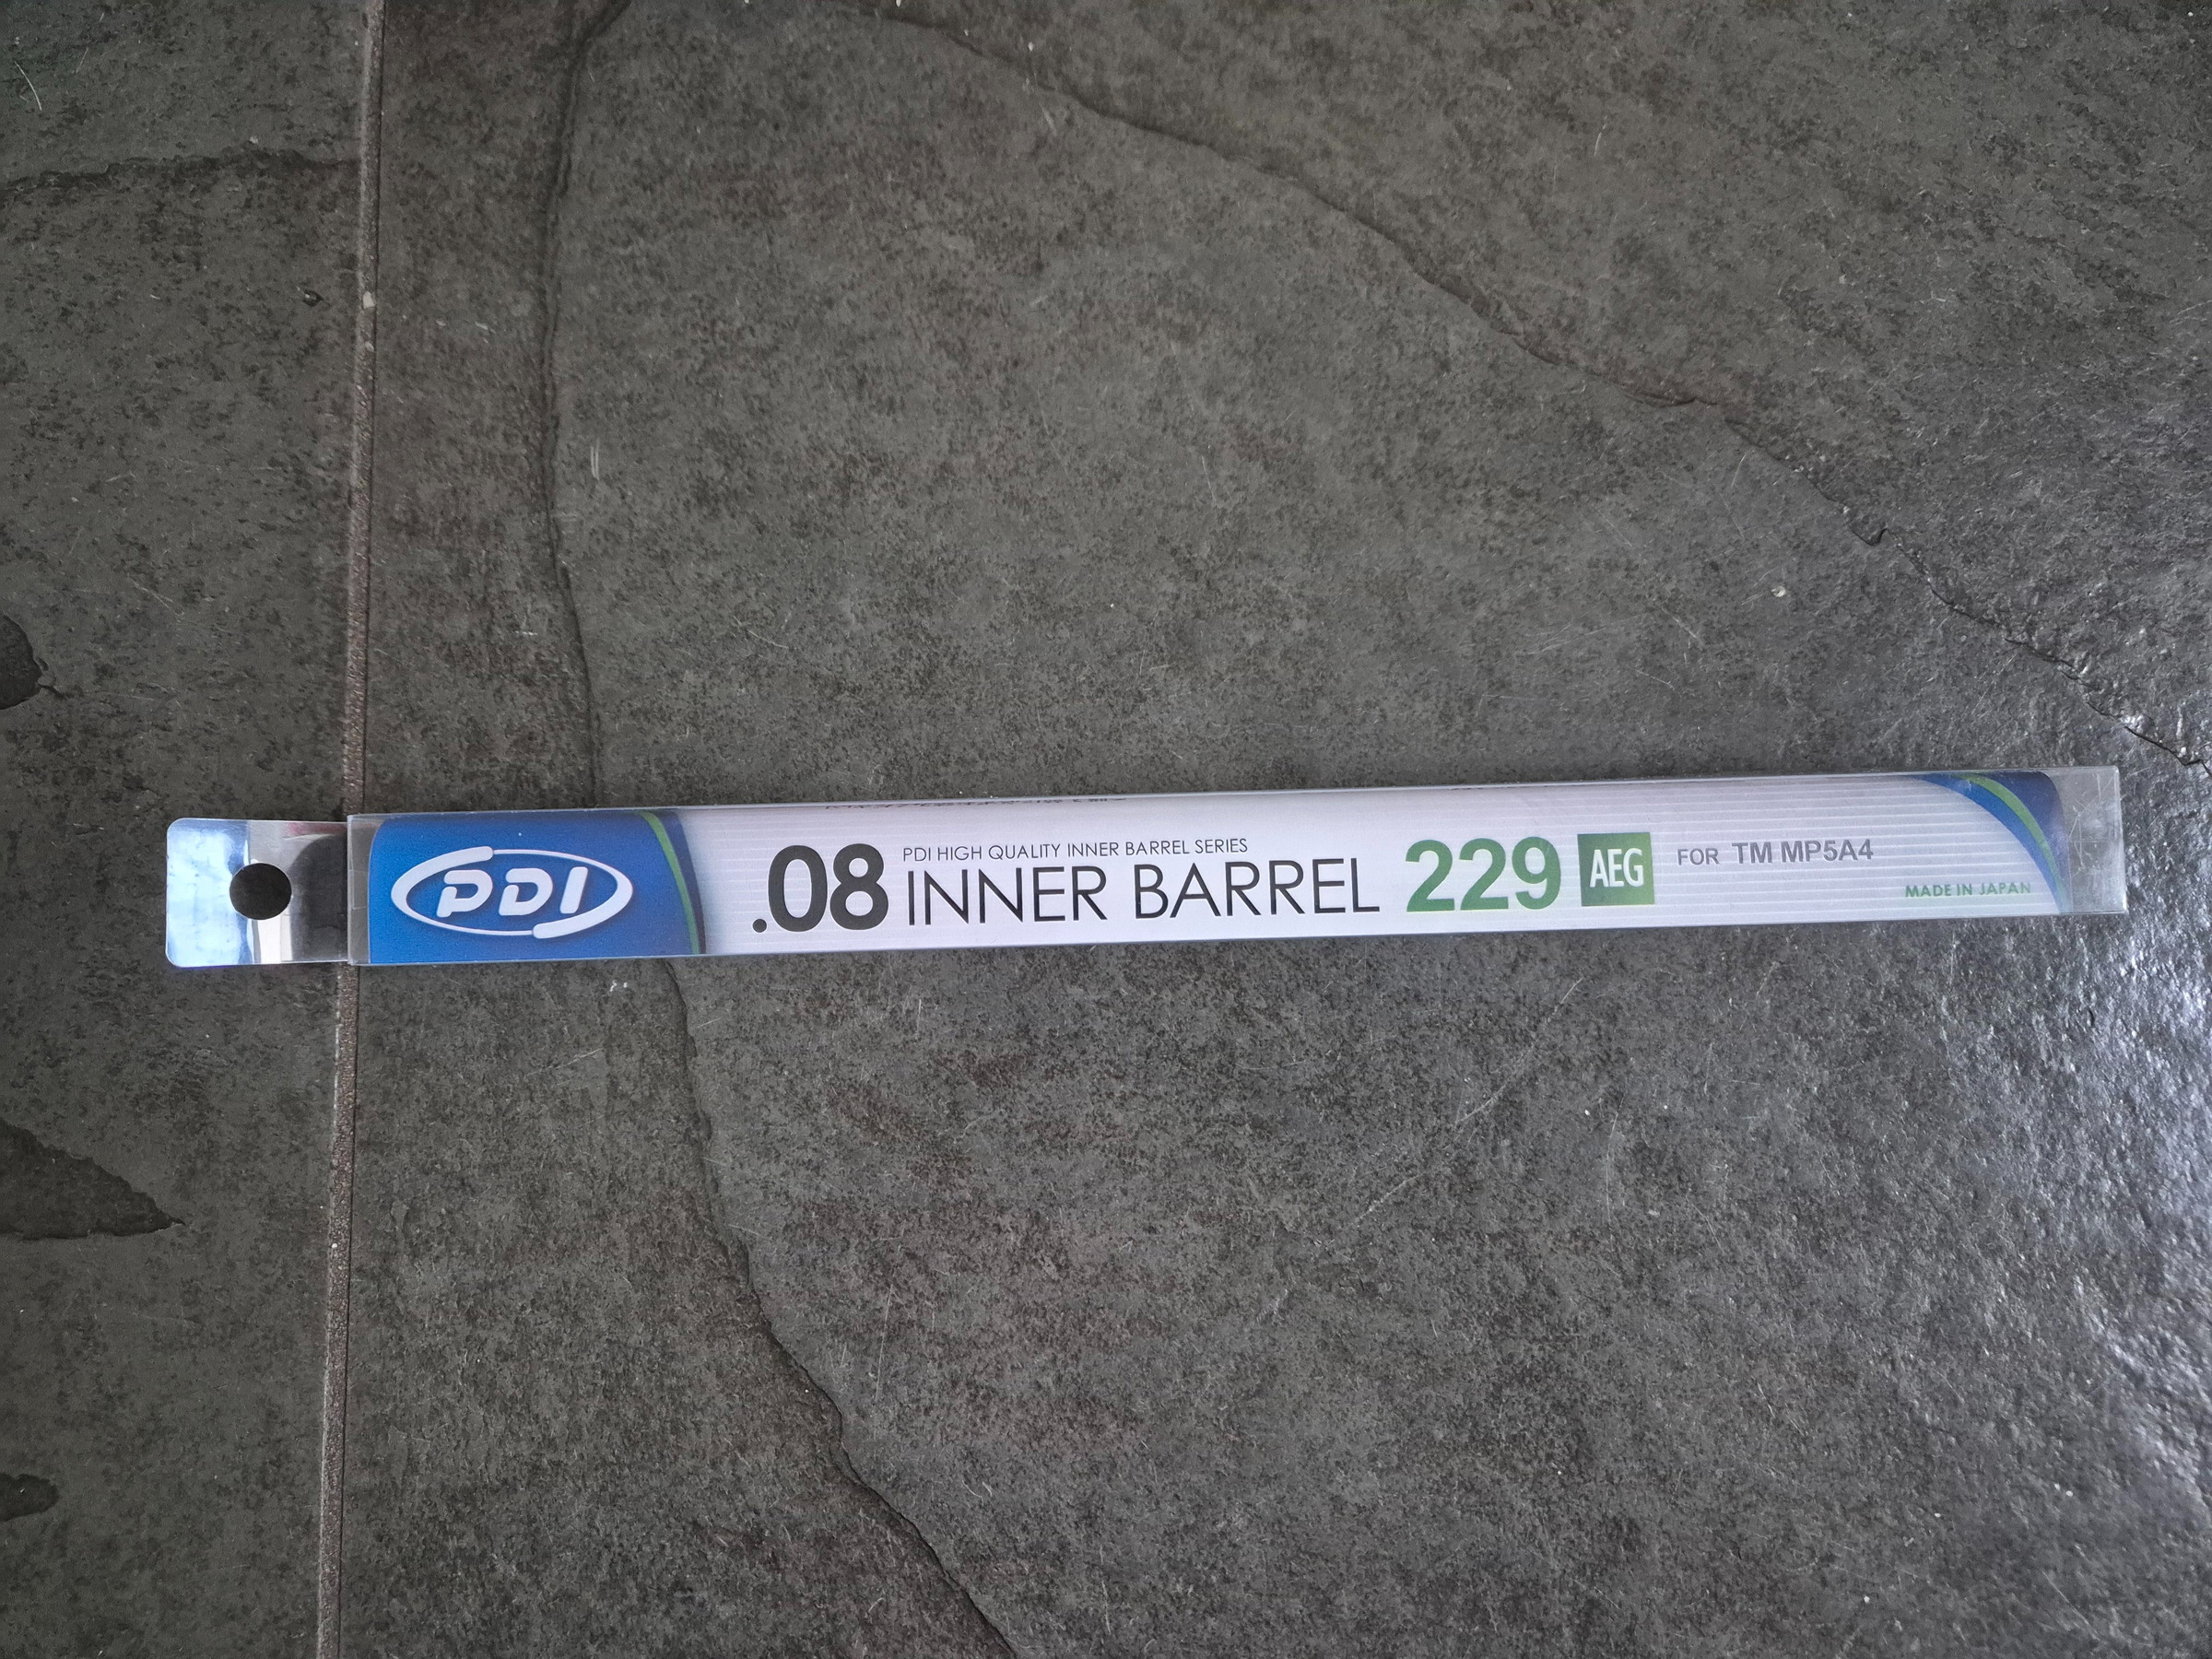 PDI
.08
PDI HIGH QUALITY INNER BARREL SERIES
INNER BARREL
229
AEG
FOR TM MP5A4
MADE IN JAPAN